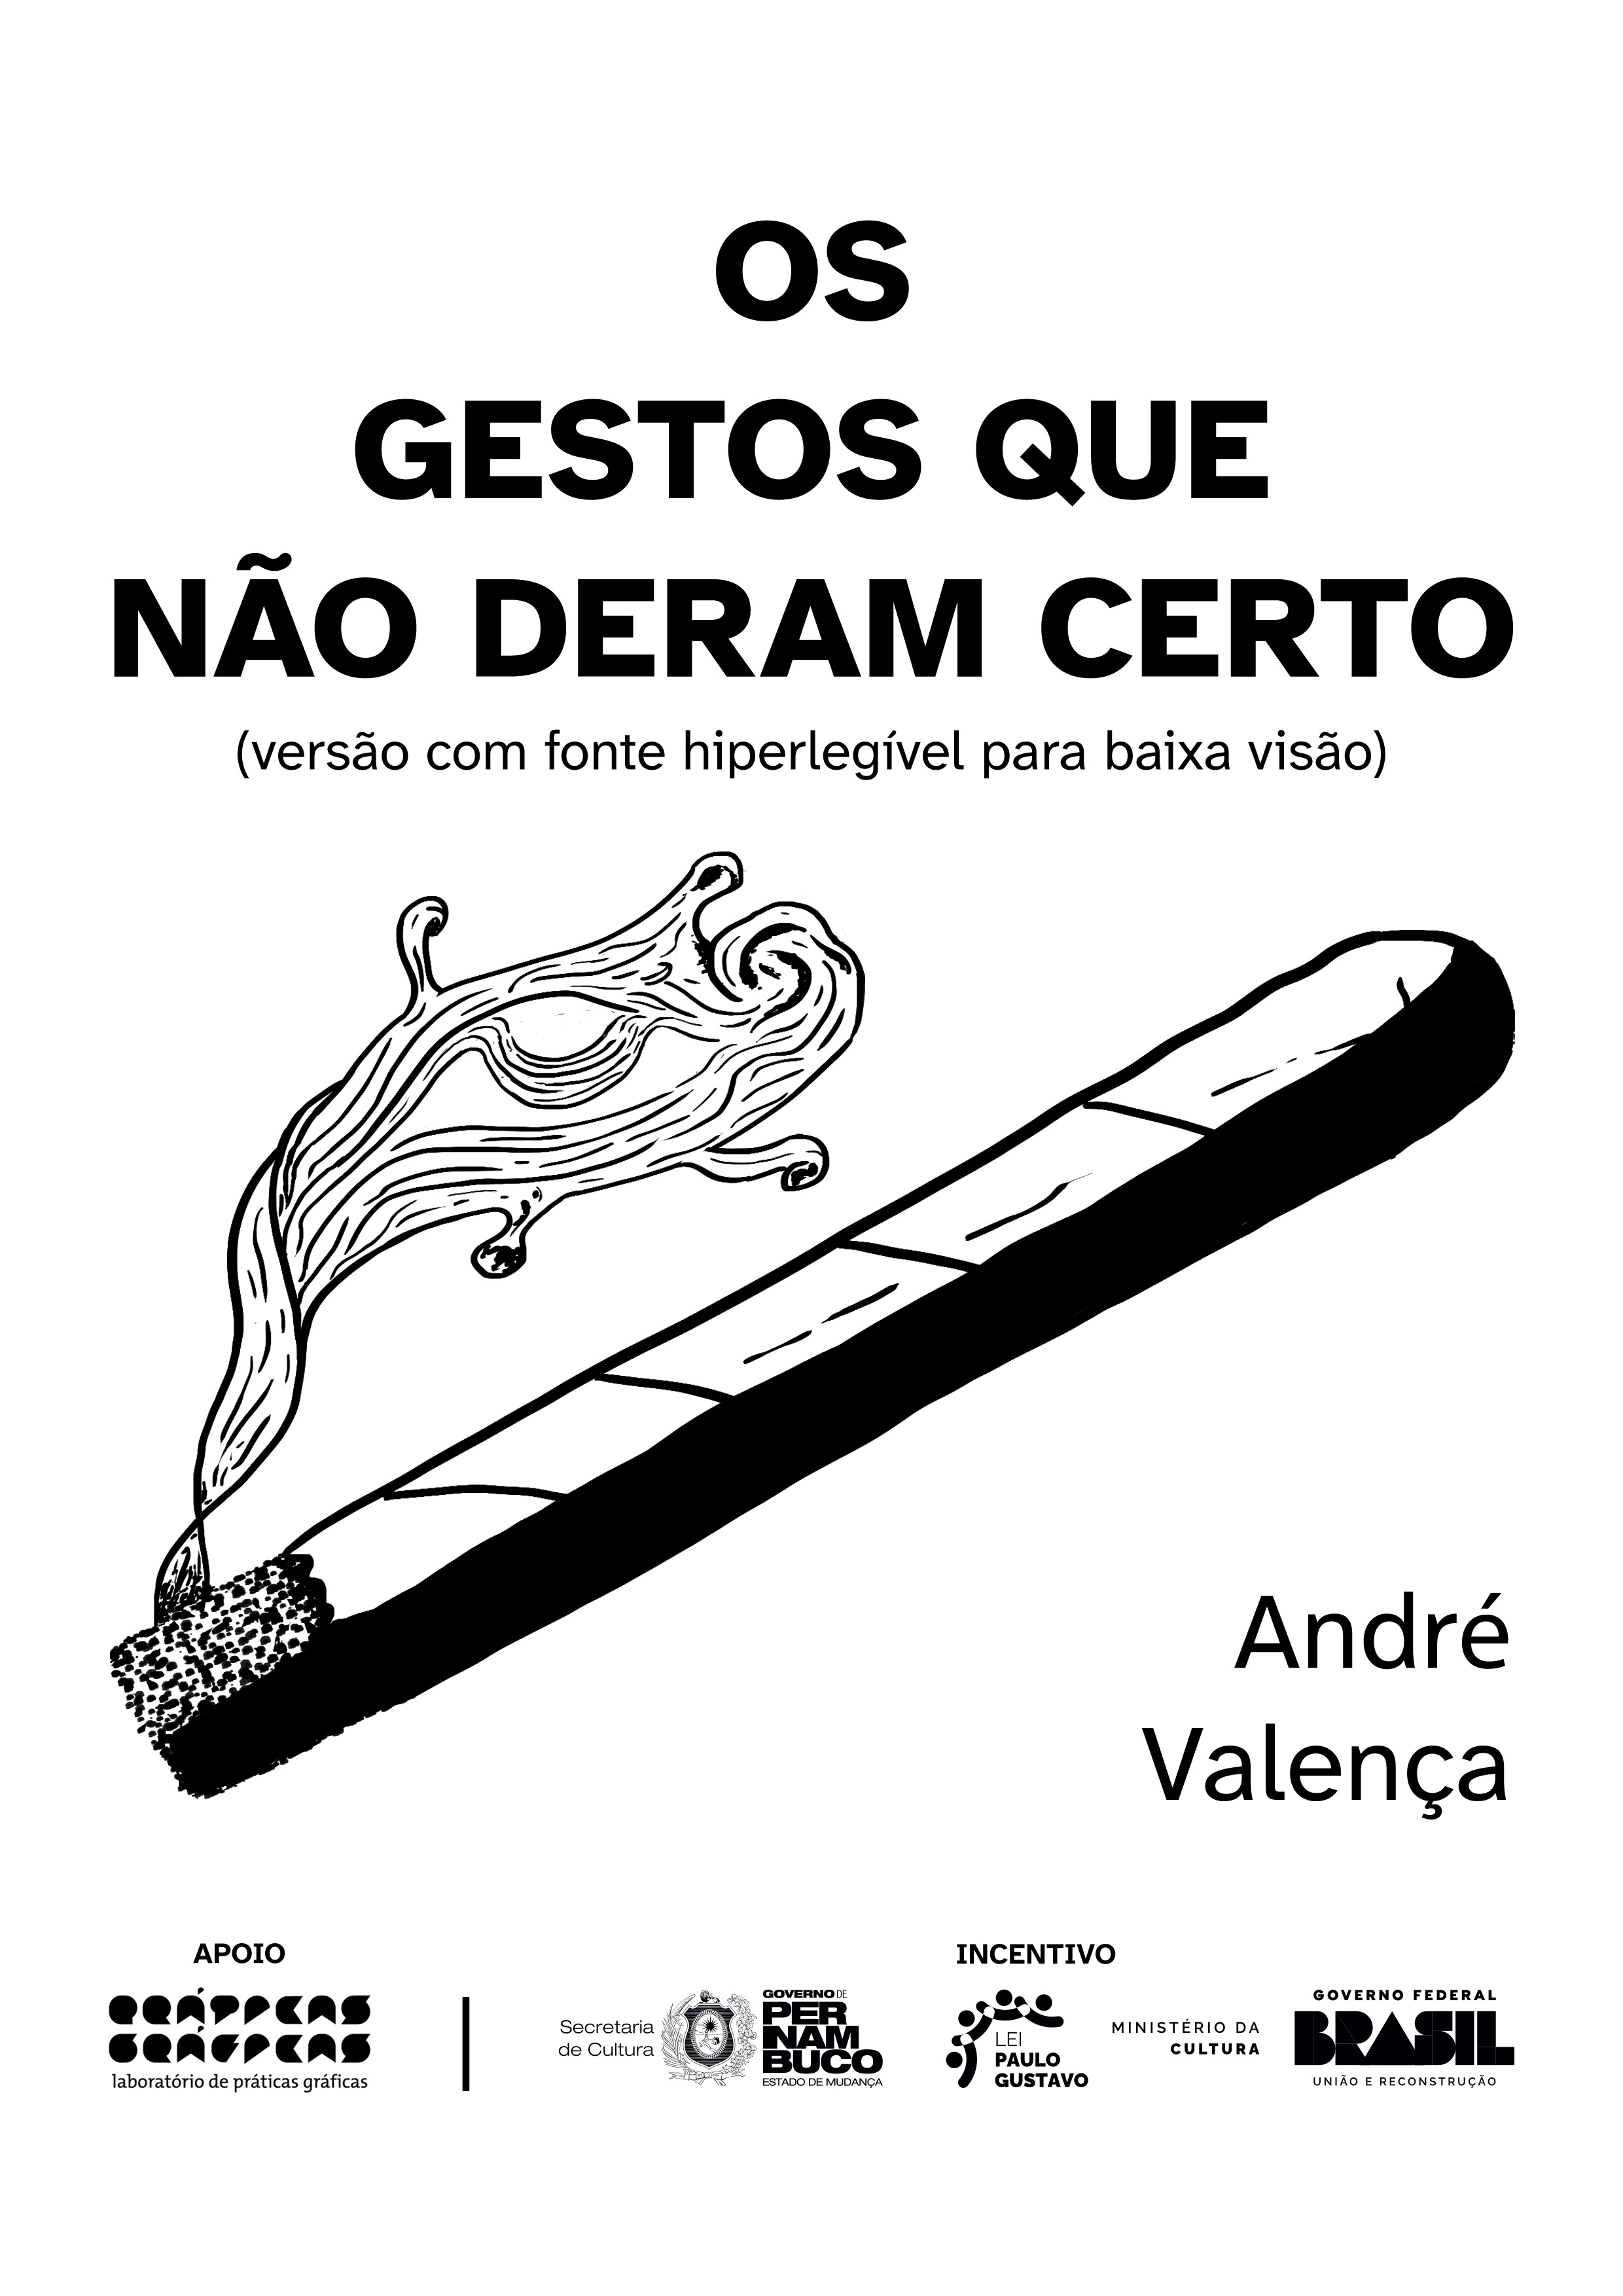 OS
GESTOS QUE
NÃO DERAM CERTO
(versão com fonte hiperlegível para baixa visão)
André
Valença
APOIO
PRÁTICAS
GRÁFICAS
laboratório de práticas gráficas
INCENTIVO
Secretaria
de Cultura
GOVERNO DE
PER
NAM
BUCO
ESTADO DE MUDANÇA
LEI
PAULO
GUSTAVO
MINISTÉRIO DA
CULTURA
GOVERNO FEDERAL
BRASIL
UNIÃO E RECONSTRUÇÃO